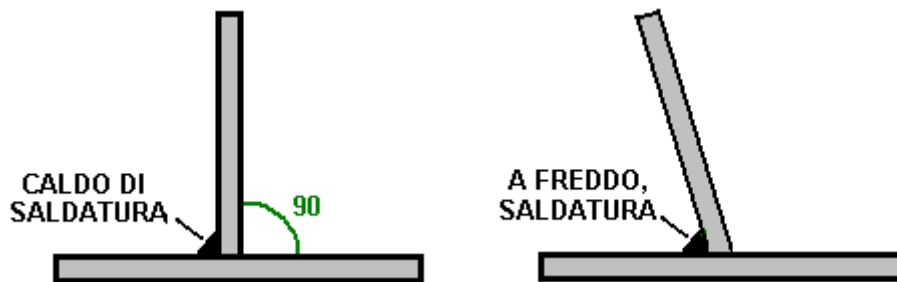 CALDO DI
SALDATURA
90
A FREDDO,
SALDATURA